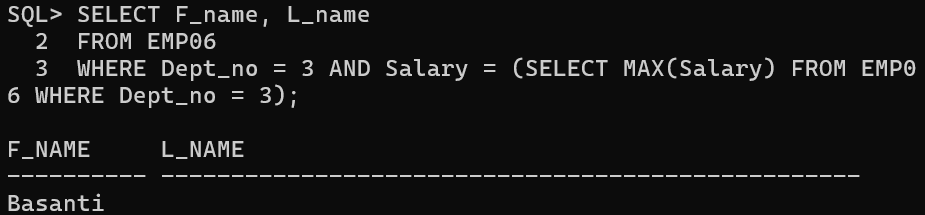 SQL> SELECT F_name, L_name
  2  FROM EMP06
  3  WHERE Dept_no = 3 AND Salary = (SELECT MAX(Salary) FROM EMP0
6 WHERE Dept_no = 3);
F_NAME     L_NAME
---------- --------------------------------------------------
Basanti